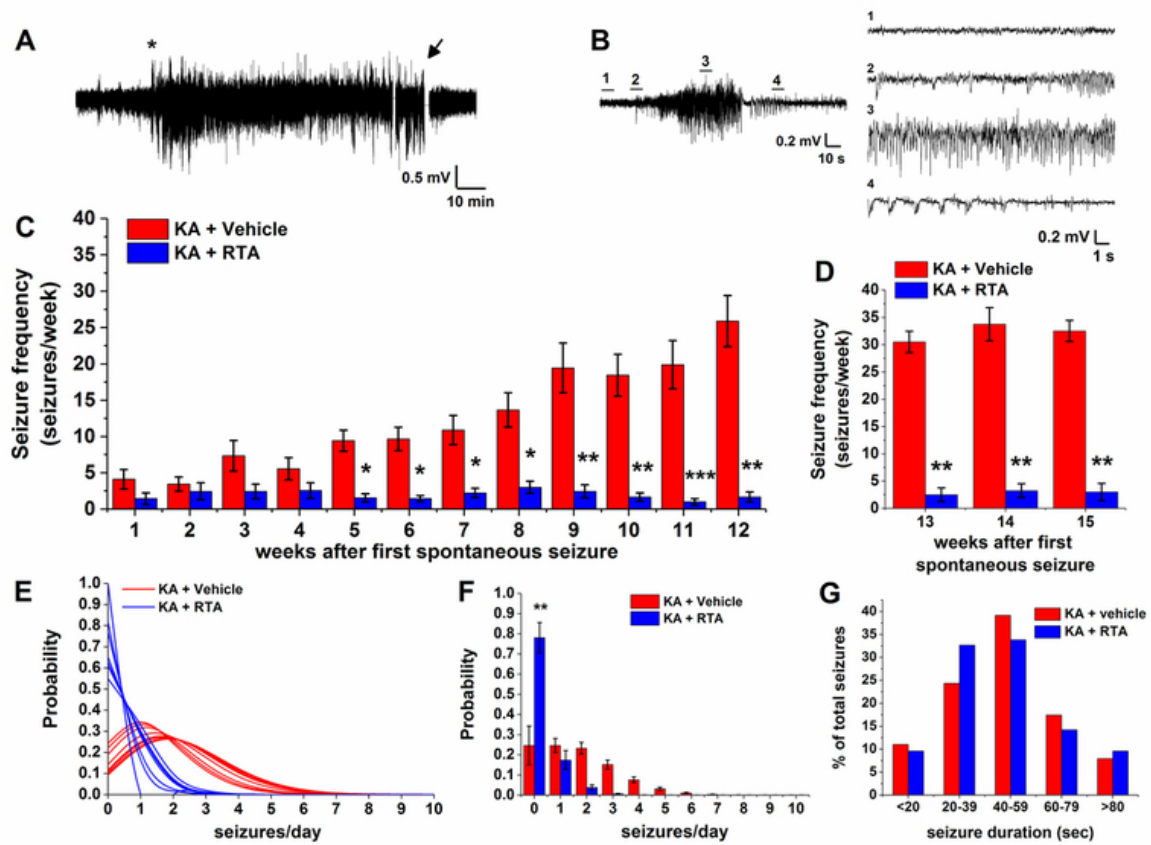 A
*
0.5 mV
10 min
B
1
2
3
4
0.2 mV
10 s
1
2
3
4
0.2 mV
1 s
C
KA + Vehicle
KA + RTA
Seizure frequency
(seizures/week)
40
35
30
25
20
15
10
5
0
* * * * ** ** *** **
1 2 3 4 5 6 7 8 9 10 11 12
weeks after first spontaneous seizure
D
KA + Vehicle
KA + RTA
Seizure frequency
(seizures/week)
40
35
30
25
20
15
10
5
0
** ** **
13 14 15
weeks after first
spontaneous seizure
E
KA + Vehicle
KA + RTA
Probability
1.0
0.9
0.8
0.7
0.6
0.5
0.4
0.3
0.2
0.1
0.0
0 1 2 3 4 5 6 7 8 9 10
seizures/day
F
KA + Vehicle
KA + RTA
**
Probability
1.0
0.9
0.8
0.7
0.6
0.5
0.4
0.3
0.2
0.1
0.0
0 1 2 3 4 5 6 7 8 9 10
seizures/day
G
KA + vehicle
KA + RTA
% of total seizures
40
35
30
25
20
15
10
5
0
<20 20-39 40-59 60-79 >80
seizure duration (sec)